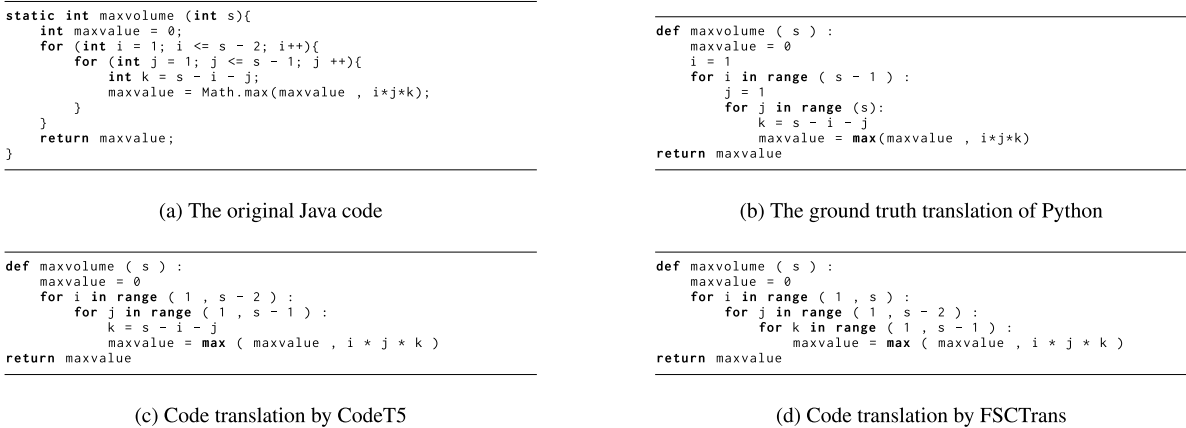 static int maxvolume (int s){
    int maxvalue = 0;
    for (int i = 1; i <= s - 2; i++){
        for (int j = 1; j <= s - 1; j ++){
            int k = s - i - j;
            maxvalue = Math.max(maxvalue , i*j*k);
        }
    }
    return maxvalue;
}
(a) The original Java code
def maxvolume ( s ) :
    maxvalue = 0
    i = 1
    for i in range ( s - 1 ) :
        j = 1
        for j in range (s):
            k = s - i - j
            maxvalue = max(maxvalue , i*j*k)
return maxvalue
(b) The ground truth translation of Python
def maxvolume ( s ) :
    maxvalue = 0
    for i in range ( 1 , s - 2 ) :
        for j in range ( 1 , s - 1 ) :
            k = s - i - j
            maxvalue = max ( maxvalue , i * j * k )
return maxvalue
(c) Code translation by CodeT5
def maxvolume ( s ) :
    maxvalue = 0
    for i in range ( 1 , s ) :
        for j in range ( 1 , s - 2 ) :
            for k in range ( 1 , s - 1 ) :
                maxvalue = max ( maxvalue , i * j * k )
return maxvalue
(d) Code translation by FSCTrans